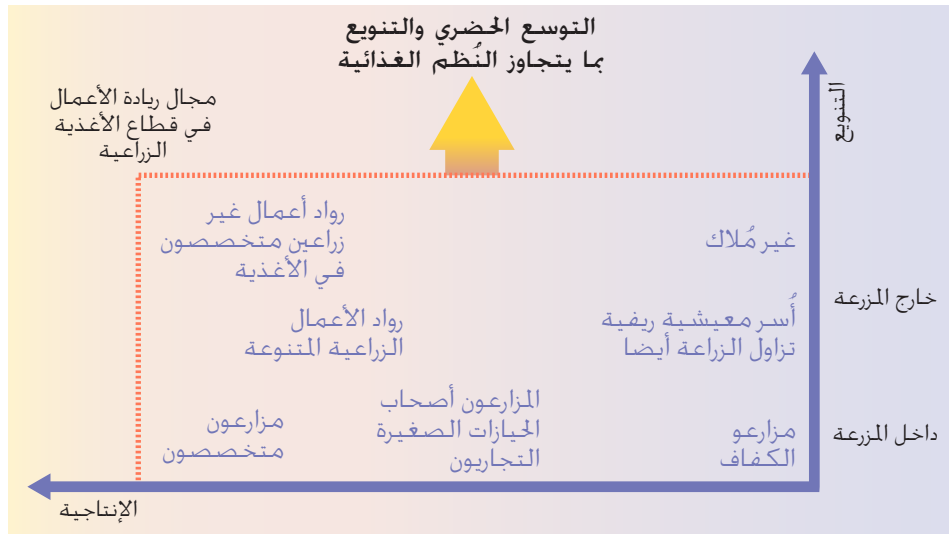 التوسع الحضري والتنويع
بما يتجاوز النُظم الغذائية
مجال ريادة الأعمال
في قطاع الأغذية
الزراعية
التنويع
غير مُلاك
رواد أعمال غير
زراعين متخصصون
في الأغذية
خارج المزرعة
أُسر معيشية ريفية
تزاول الزراعة أيضا
رواد الأعمال
الزراعية المتنوعة
داخل المزرعة
مزارعو
الكفاف
المزارعون أصحاب
الحيازات الصغيرة
التجاريون
مزارعون
متخصصون
الإنتاجية